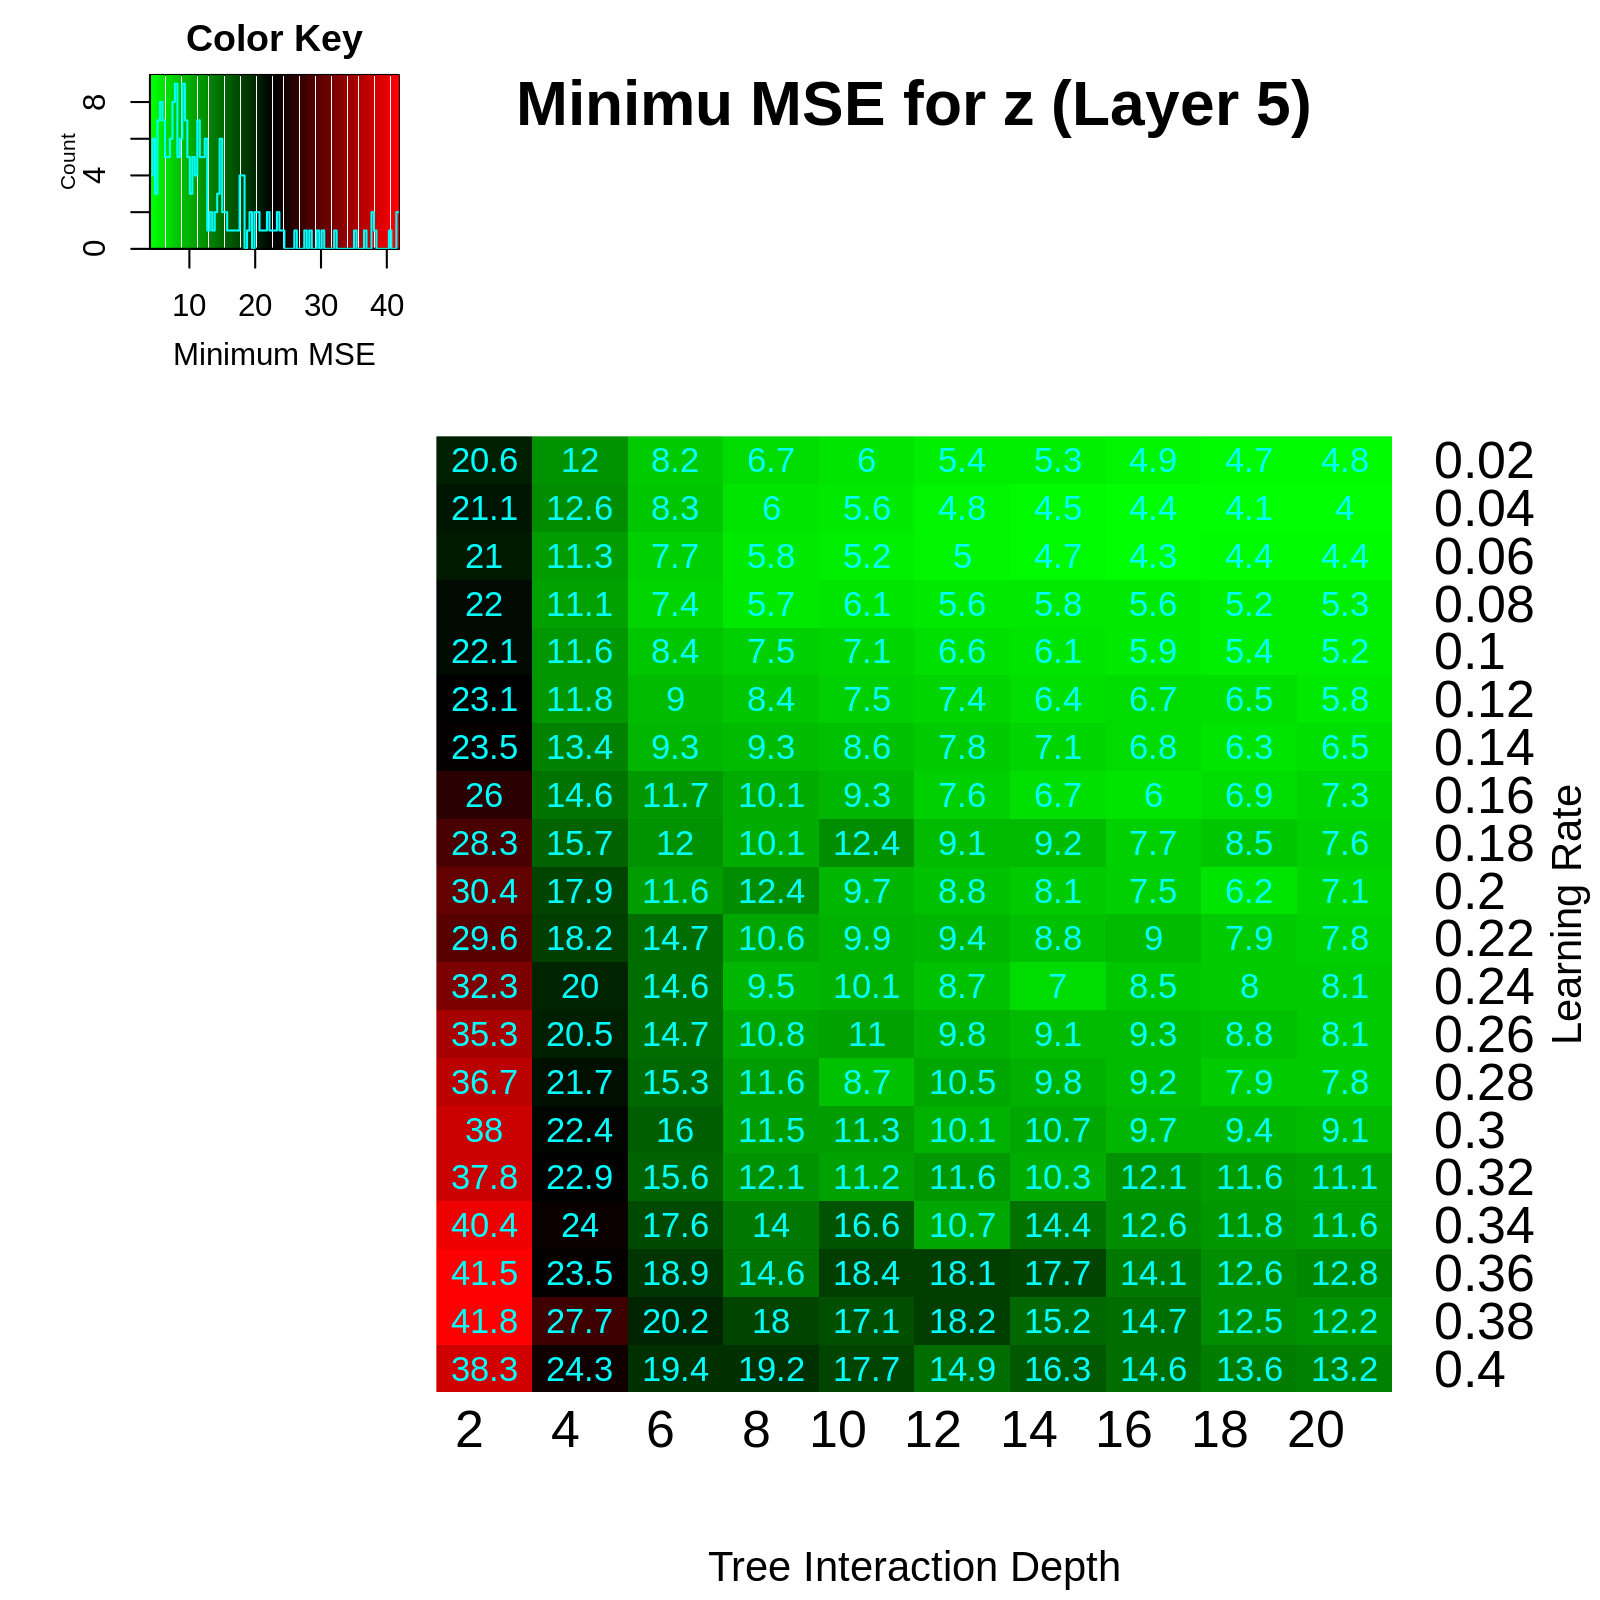 Color Key
Minimu MSE for z (Layer 5)
Count
0 4 8
10 20 30 40
Minimum MSE
20.6 12 8.2 6.7 6 5.4 5.3 4.9 4.7 4.8 0.02
21.1 12.6 8.3 6 5.6 4.8 4.5 4.4 4.1 4 0.04
21 11.3 7.7 5.8 5.2 5 4.7 4.3 4.4 4.4 0.06
22 11.1 7.4 5.7 6.1 5.6 5.8 5.6 5.2 5.3 0.08
22.1 11.6 8.4 7.5 7.1 6.6 6.1 5.9 5.4 5.2 0.1
23.1 11.8 9 8.4 7.5 7.4 6.4 6.7 6.5 5.8 0.12
23.5 13.4 9.3 9.3 8.6 7.8 7.1 6.8 6.3 6.5 0.14
26 14.6 11.7 10.1 9.3 7.6 6.7 6 6.9 7.3 0.16
28.3 15.7 12 10.1 12.4 9.1 9.2 7.7 8.5 7.6 0.18
30.4 17.9 11.6 12.4 9.7 8.8 8.1 7.5 6.2 7.1 0.2
29.6 18.2 14.7 10.6 9.9 9.4 8.8 9 7.9 7.8 0.22
32.3 20 14.6 9.5 10.1 8.7 7 8.5 8 8.1 0.24
35.3 20.5 14.7 10.8 11 9.8 9.1 9.3 8.8 8.1 0.26
36.7 21.7 15.3 11.6 8.7 10.5 9.8 9.2 7.9 7.8 0.28
38 22.4 16 11.5 11.3 10.1 10.7 9.7 9.4 9.1 0.3
37.8 22.9 15.6 12.1 11.2 11.6 10.3 12.1 11.6 11.1 0.32
40.4 24 17.6 14 16.6 10.7 14.4 12.6 11.8 11.6 0.34
41.5 23.5 18.9 14.6 18.4 18.1 17.7 14.1 12.6 12.8 0.36
41.8 27.7 20.2 18 17.1 18.2 15.2 14.7 12.5 12.2 0.38
38.3 24.3 19.4 19.2 17.7 14.9 16.3 14.6 13.6 13.2 0.4
Learning Rate
2 4 6 8 10 12 14 16 18 20
Tree Interaction Depth